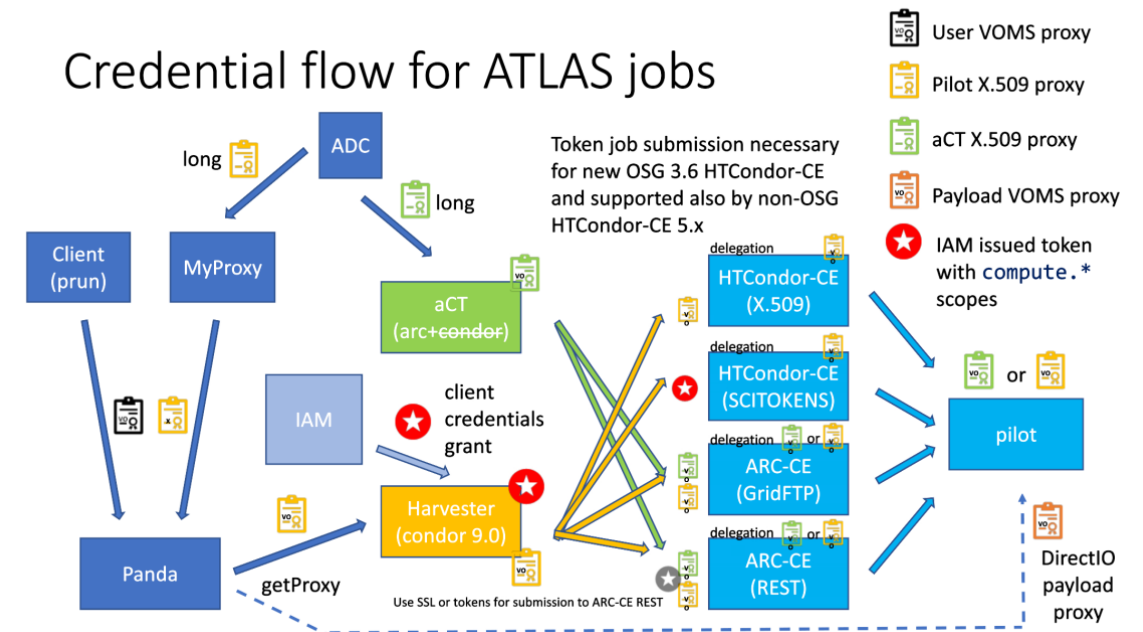 Credential flow for ATLAS jobs
User VOMS proxy
Pilot X.509 proxy
aCT X.509 proxy
Payload VOMS proxy
IAM issued token
with compute.*
scopes
ADC
long
long
Token job submission necessary
for new OSG 3.6 HTCondor-CE
and supported also by non-OSG
HTCondor-CE 5.x
Client
(prun)
MyProxy
aCT
(arc+condor)
delegation
HTCondor-CE
(X.509)
delegation
HTCondor-CE
(SCITOKENS)
IAM
client
credentials
grant
or
pilot
delegation
or
ARC-CE
(GridFTP)
Harvester
(condor 9.0)
delegation
or
ARC-CE
(REST)
Panda
getProxy
Use SSL or tokens for submission to ARC-CE REST
DirectIO
payload
proxy